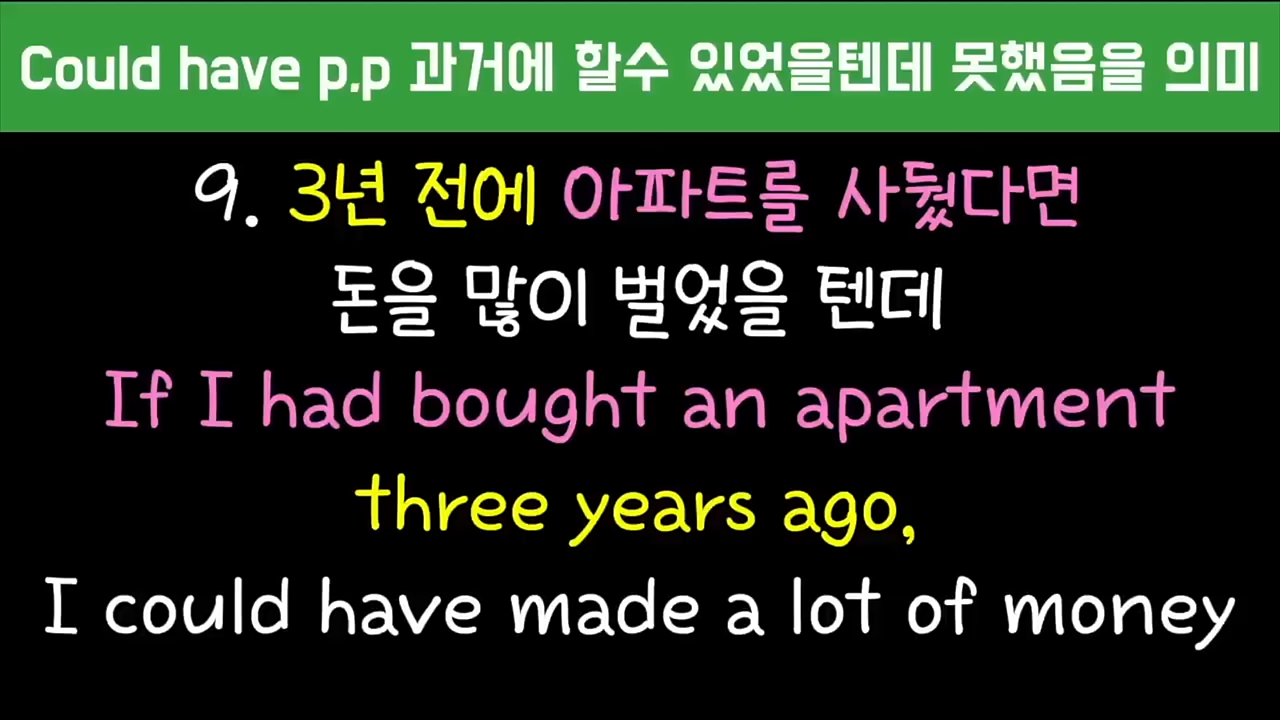 Could have p.p 과거에 할수 있었을텐데 못했음을 의미
9. 3년 전에 아파트를 사뒀다면
돈을 많이 벌었을 텐데
If I had bought an apartment
three years ago,
I could have made a lot of money